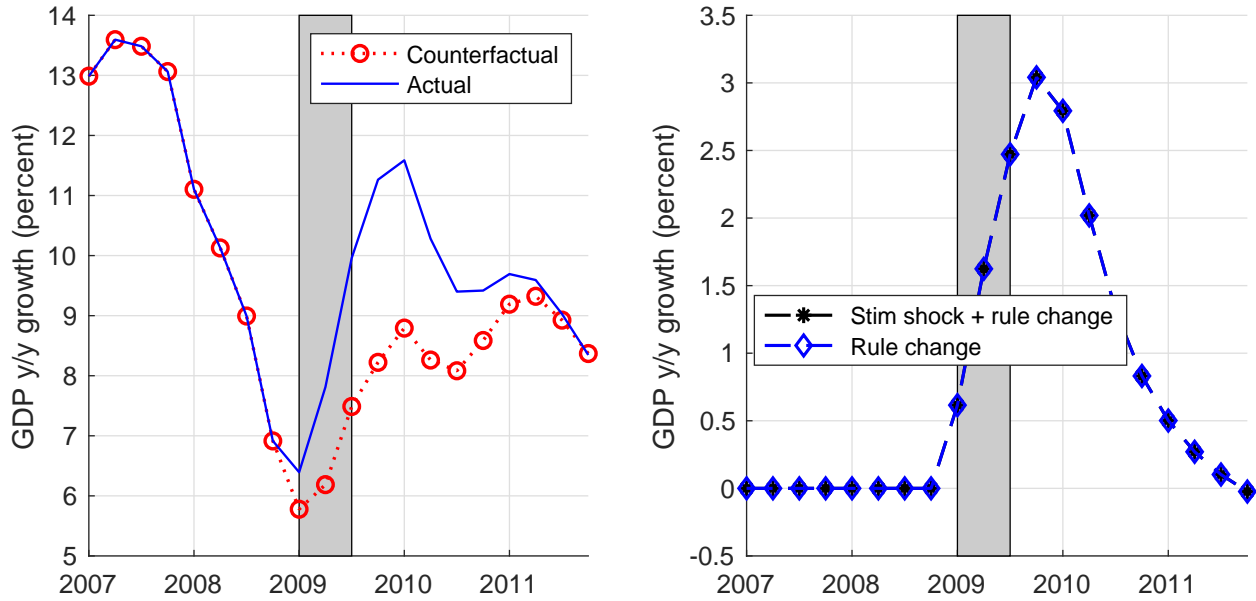 GDP y/y growth (percent)
14
13
12
11
10
9
8
7
6
5
2007 2008 2009 2010 2011
Counterfactual
Actual
GDP y/y growth (percent)
3.5
3
2.5
2
1.5
1
0.5
0
-0.5
2007 2008 2009 2010 2011
Stim shock + rule change
Rule change